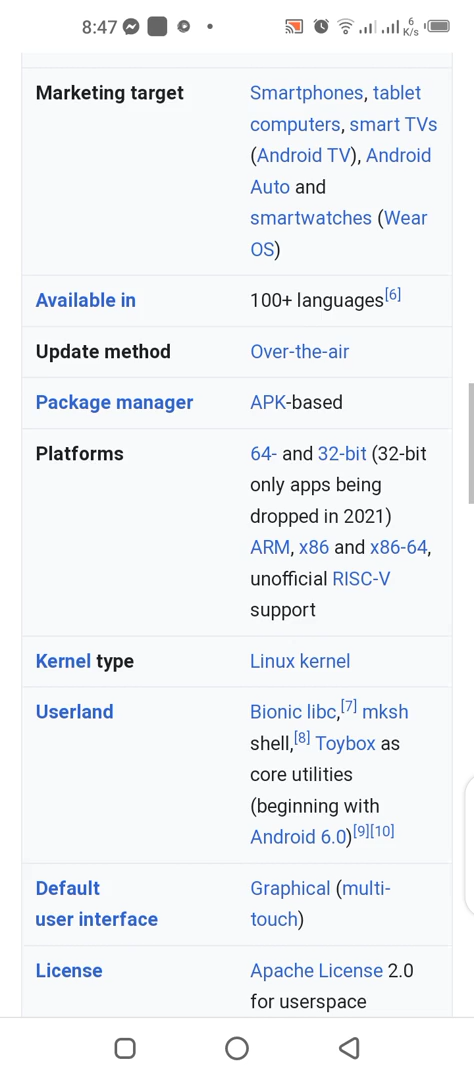 8:47
6
K/s
Marketing target
Smartphones, tablet
computers, smart TVs
(Android TV), Android
Auto and
smartwatches (Wear
OS)
Available in
100+ languages[6]
Update method
Over-the-air
Package manager
APK-based
Platforms
64- and 32-bit (32-bit
only apps being
dropped in 2021)
ARM, x86 and x86-64,
unofficial RISC-V
support
Kernel type
Linux kernel
Userland
Bionic libc,[7] mksh
shell,[8] Toybox as
core utilities
(beginning with
Android 6.0)[9][10]
Default
user interface
Graphical (multi-
touch)
License
Apache License 2.0
for userspace